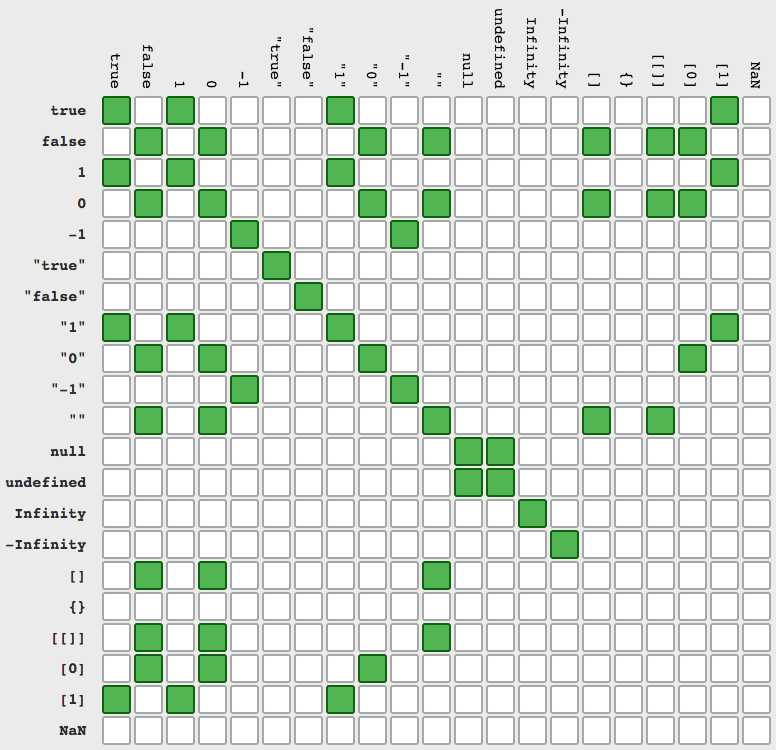 true
false
1
0
-1
"true"
"false"
"1"
"0"
"-1"
""
null
undefined
Infinity
-Infinity
[]
{}
[[]]
[0]
[1]
NaN
true
false
1
0
-1
"true"
"false"
"1"
"0"
"-1"
""
null
undefined
Infinity
-Infinity
[]
{}
[[]]
[0]
[1]
NaN